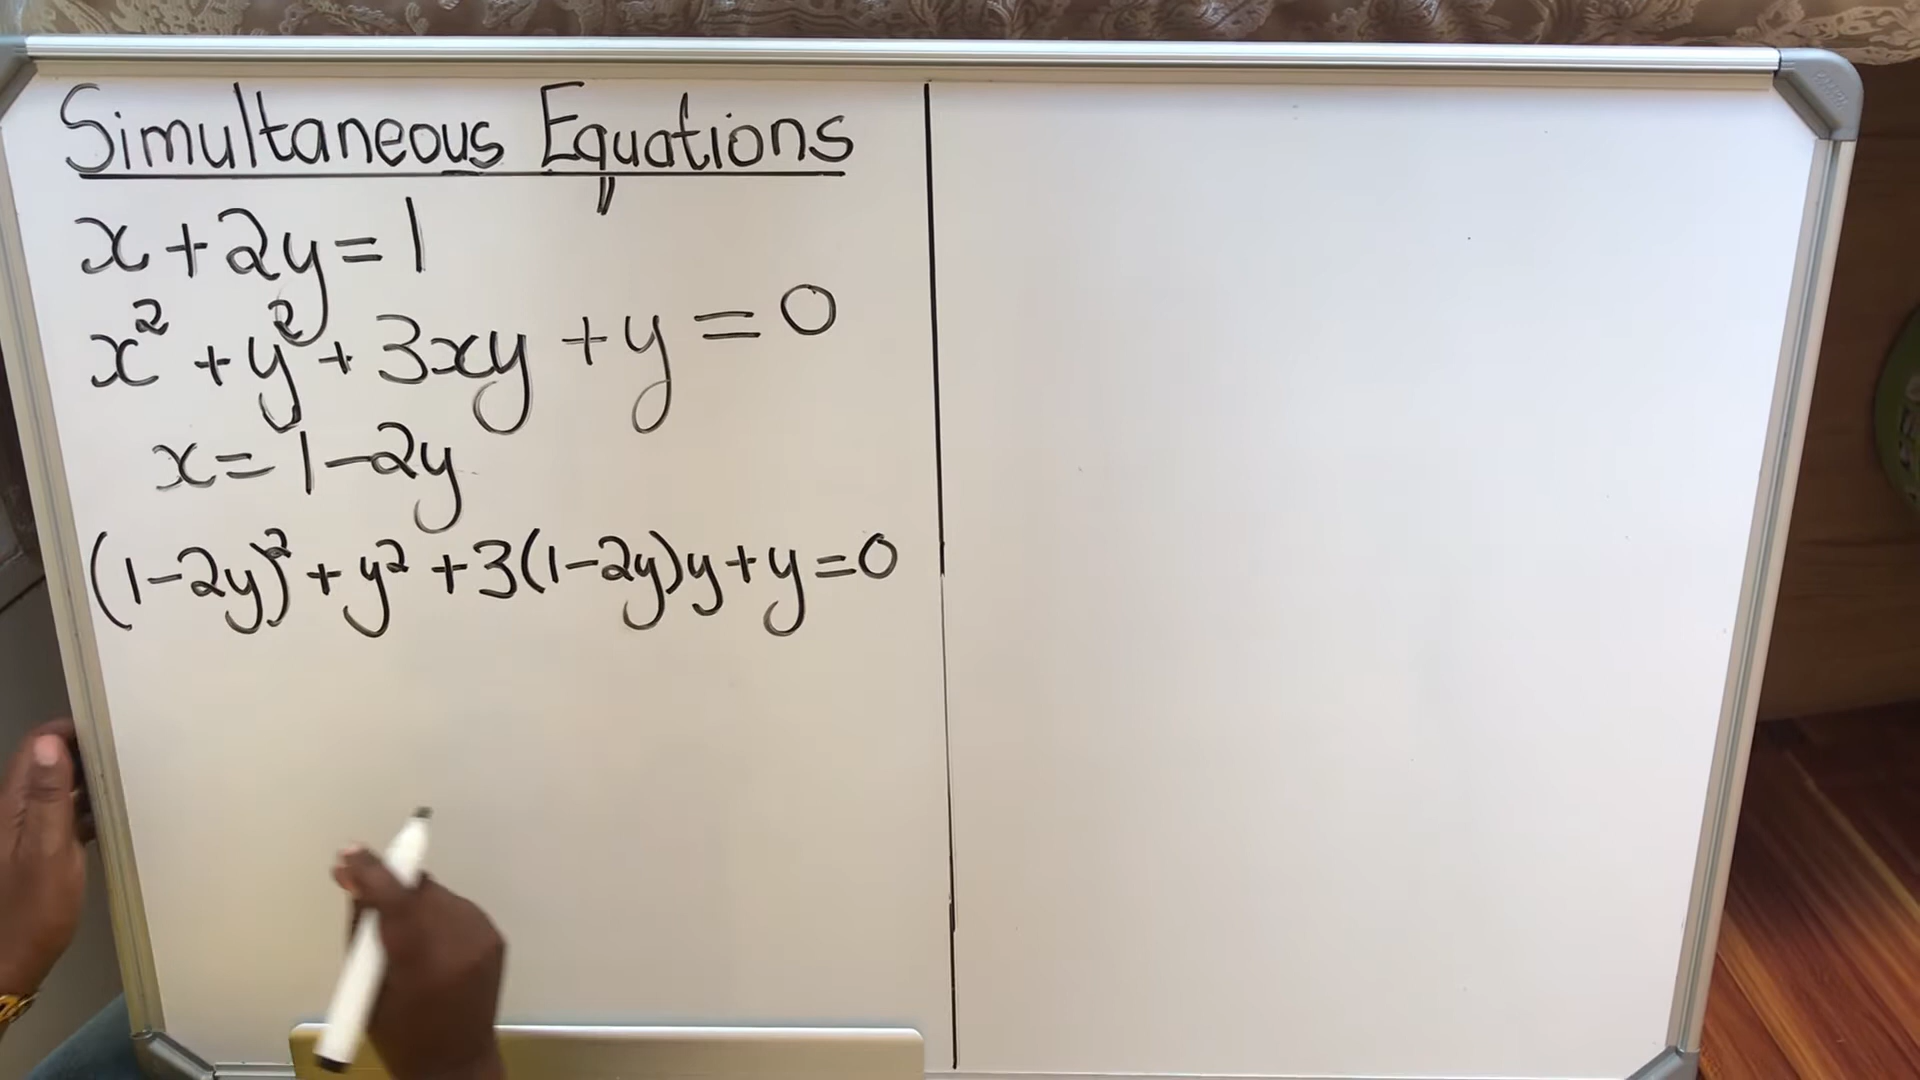 Simultaneous Equations
x + 2y = 1
x² + y² + 3xy + y = 0
x = 1 - 2y
(1-2y)² + y² + 3(1-2y)y + y = 0